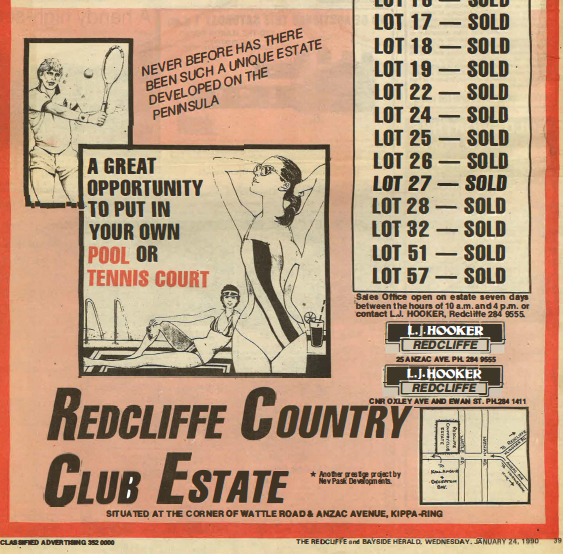 LOT 16 — SOLD
LOT 17 — SOLD
LOT 18 — SOLD
LOT 19 — SOLD
LOT 22 — SOLD
LOT 24 — SOLD
LOT 25 — SOLD
LOT 26 — SOLD
LOT 27 — SOLD
LOT 28 — SOLD
LOT 32 — SOLD
LOT 51 — SOLD
LOT 57 — SOLD
NEVER BEFORE HAS THERE
BEEN SUCH A UNIQUE ESTATE
DEVELOPED ON THE
PENINSULA
A GREAT
OPPORTUNITY
TO PUT IN
YOUR OWN
POOL OR
TENNIS COURT
Sales Office open on estate seven days
between the hours of 10 a.m. and 4 p.m. or
contact L.J. HOOKER, Redcliffe 284 9555.
L.J. HOOKER
REDCLIFFE
25 ANZAC AVE. PH. 284 9555
L.J. HOOKER
REDCLIFFE
CNR OXLEY AVE AND EWAN ST. PH.284 1411
REDCLIFFE COUNTRY
CLUB ESTATE
★ Another prestige project by
Nev Pask Developments.
SITUATED AT THE CORNER OF WATTLE ROAD & ANZAC AVENUE, KIPPA-RING
CLASSIFIED ADVERTISING 352 0000
THE REDCLIFFE and BAYSIDE HERALD, WEDNESDAY, JANUARY 24, 1990 39